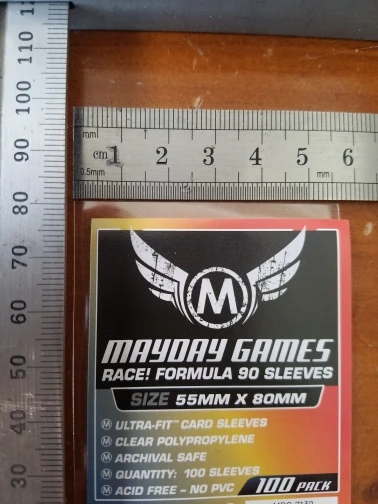 mm
cm 1 2 3 4 5 6
0.5mm mm
110
100
90
80
70
60
50
40
30
M
MAYDAY GAMES
RACE! FORMULA 90 SLEEVES
SIZE 55MM X 80MM
M ULTRA-FIT™ CARD SLEEVES
M CLEAR POLYPROPYLENE
M ARCHIVAL SAFE
M QUANTITY: 100 SLEEVES
M ACID FREE - NO PVC
100 PACK